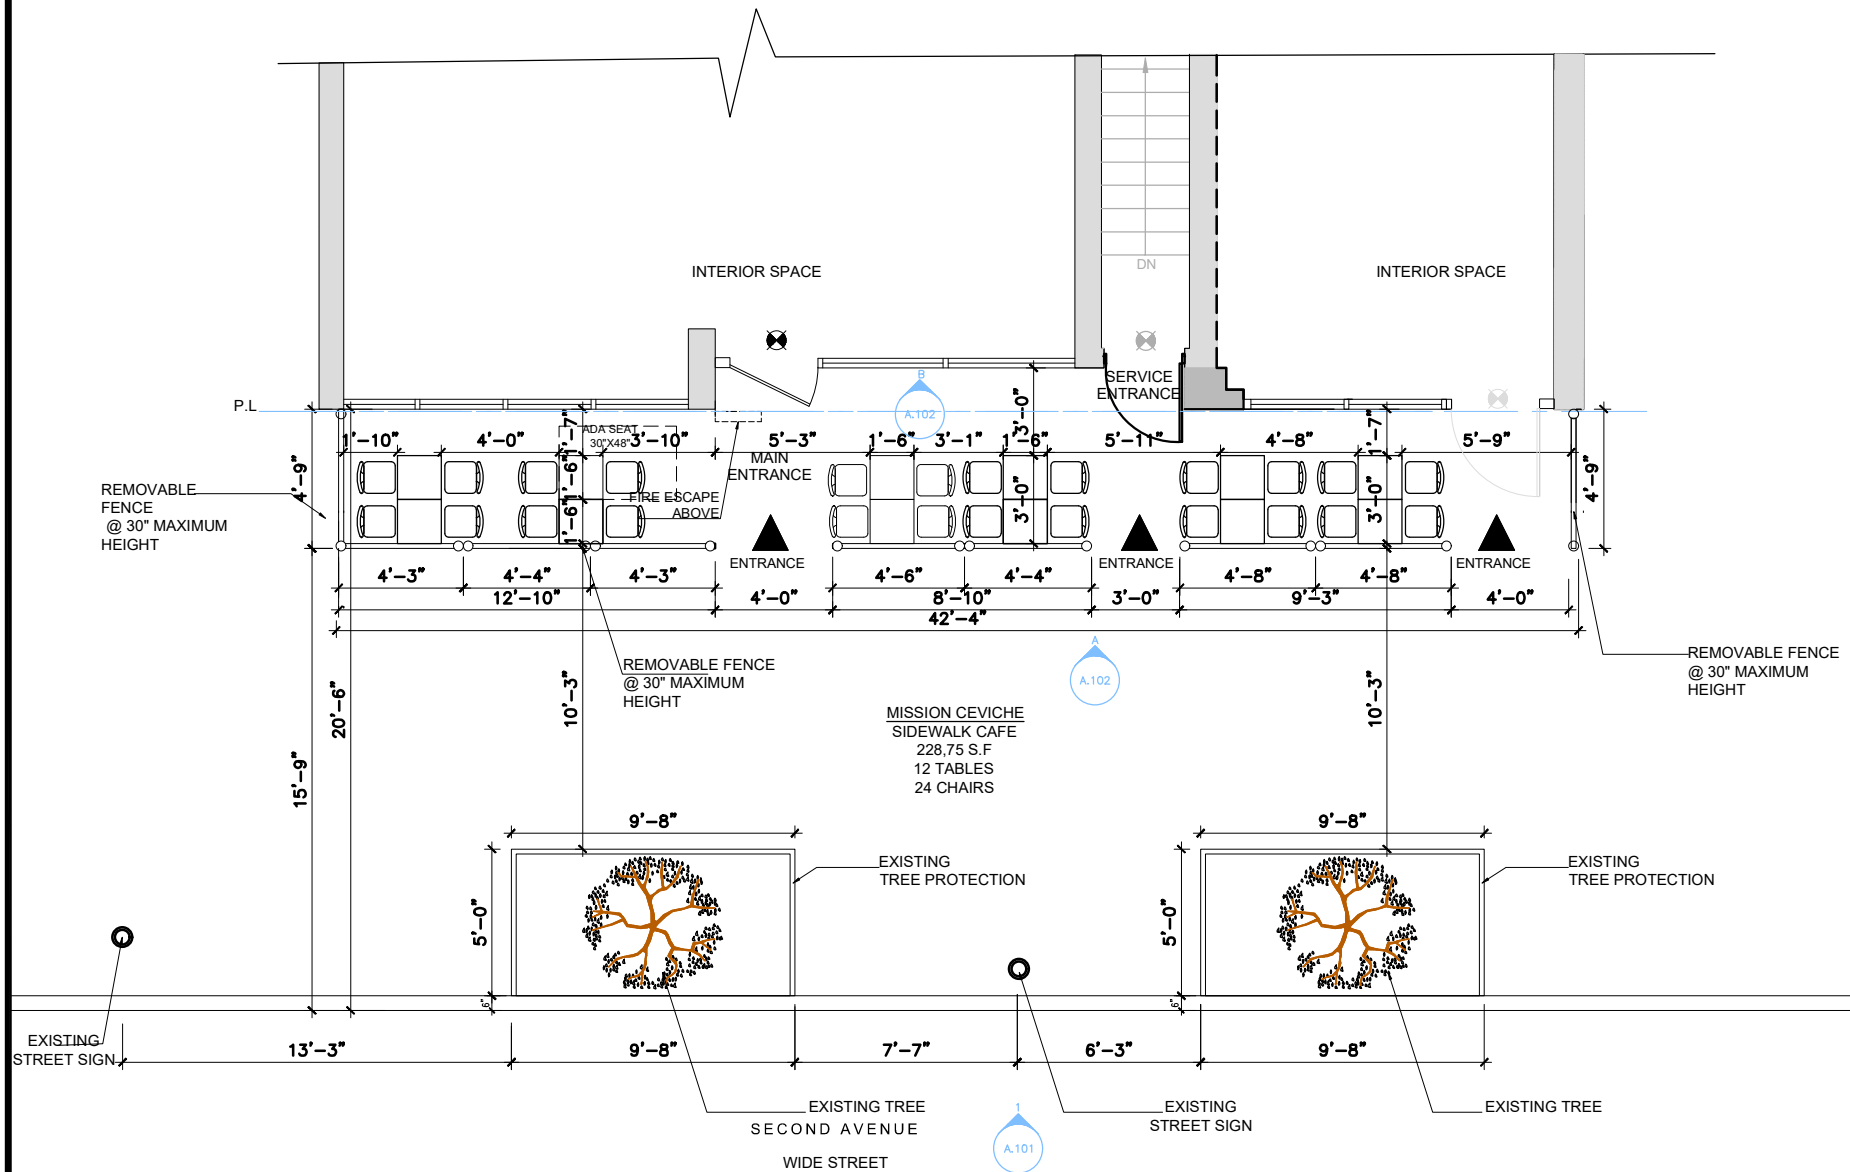 DN
INTERIOR SPACE
INTERIOR SPACE
SERVICE
ENTRANCE
P.L
B
A.102
ADA SEAT
30"X48"
1'-10"
4'-0"
1'-7"
3'-10"
5'-3"
1'-6"
3'-1"
1'-6"
3'-0"
5'-11"
4'-8"
1'-7"
5'-9"
MAIN
ENTRANCE
4'-9"
1'-6"
1'-6"
3'-0"
3'-0"
4'-9"
REMOVABLE
FENCE
@ 30" MAXIMUM
HEIGHT
FIRE ESCAPE
ABOVE
ENTRANCE
ENTRANCE
ENTRANCE
4'-3"
4'-4"
4'-3"
4'-6"
4'-4"
4'-8"
4'-8"
12'-10"
4'-0"
8'-10"
3'-0"
9'-3"
4'-0"
42'-4"
A
A.102
REMOVABLE FENCE
@ 30" MAXIMUM
HEIGHT
REMOVABLE FENCE
@ 30" MAXIMUM
HEIGHT
20'-6"
10'-3"
10'-3"
15'-9"
MISSION CEVICHE
SIDEWALK CAFE
228,75 S.F
12 TABLES
24 CHAIRS
9'-8"
9'-8"
EXISTING
TREE PROTECTION
EXISTING
TREE PROTECTION
5'-0"
5'-0"
6"
6"
EXISTING
STREET SIGN
13'-3"
9'-8"
7'-7"
6'-3"
9'-8"
EXISTING TREE
SECOND AVENUE
WIDE STREET
1
A.101
EXISTING
STREET SIGN
EXISTING TREE